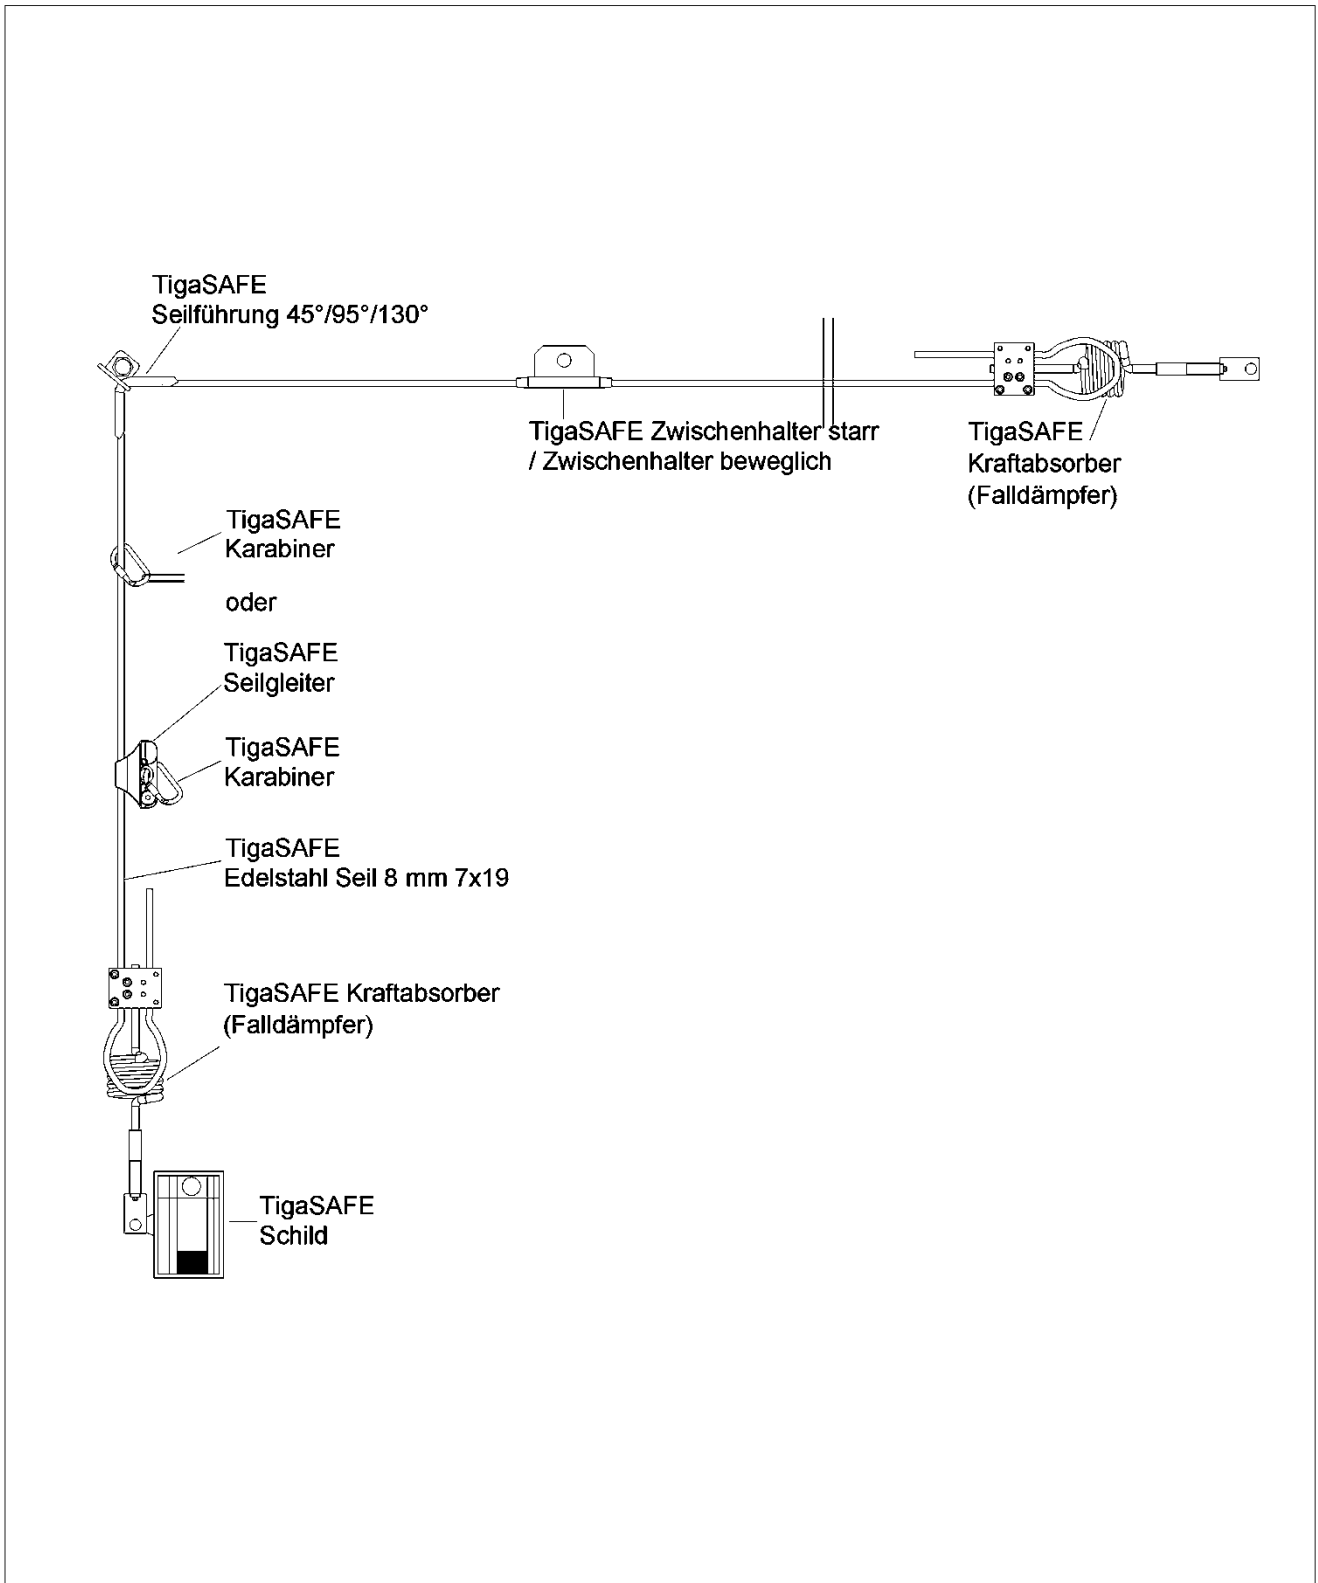 TigaSAFE
Seilführung 45°/95°/130°
TigaSAFE Zwischenhalter starr
/ Zwischenhalter beweglich
TigaSAFE
Kraftabsorber
(Falldämpfer)
TigaSAFE
Karabiner
oder
TigaSAFE
Seilgleiter
TigaSAFE
Karabiner
TigaSAFE
Edelstahl Seil 8 mm 7x19
TigaSAFE Kraftabsorber
(Falldämpfer)
TigaSAFE
Schild